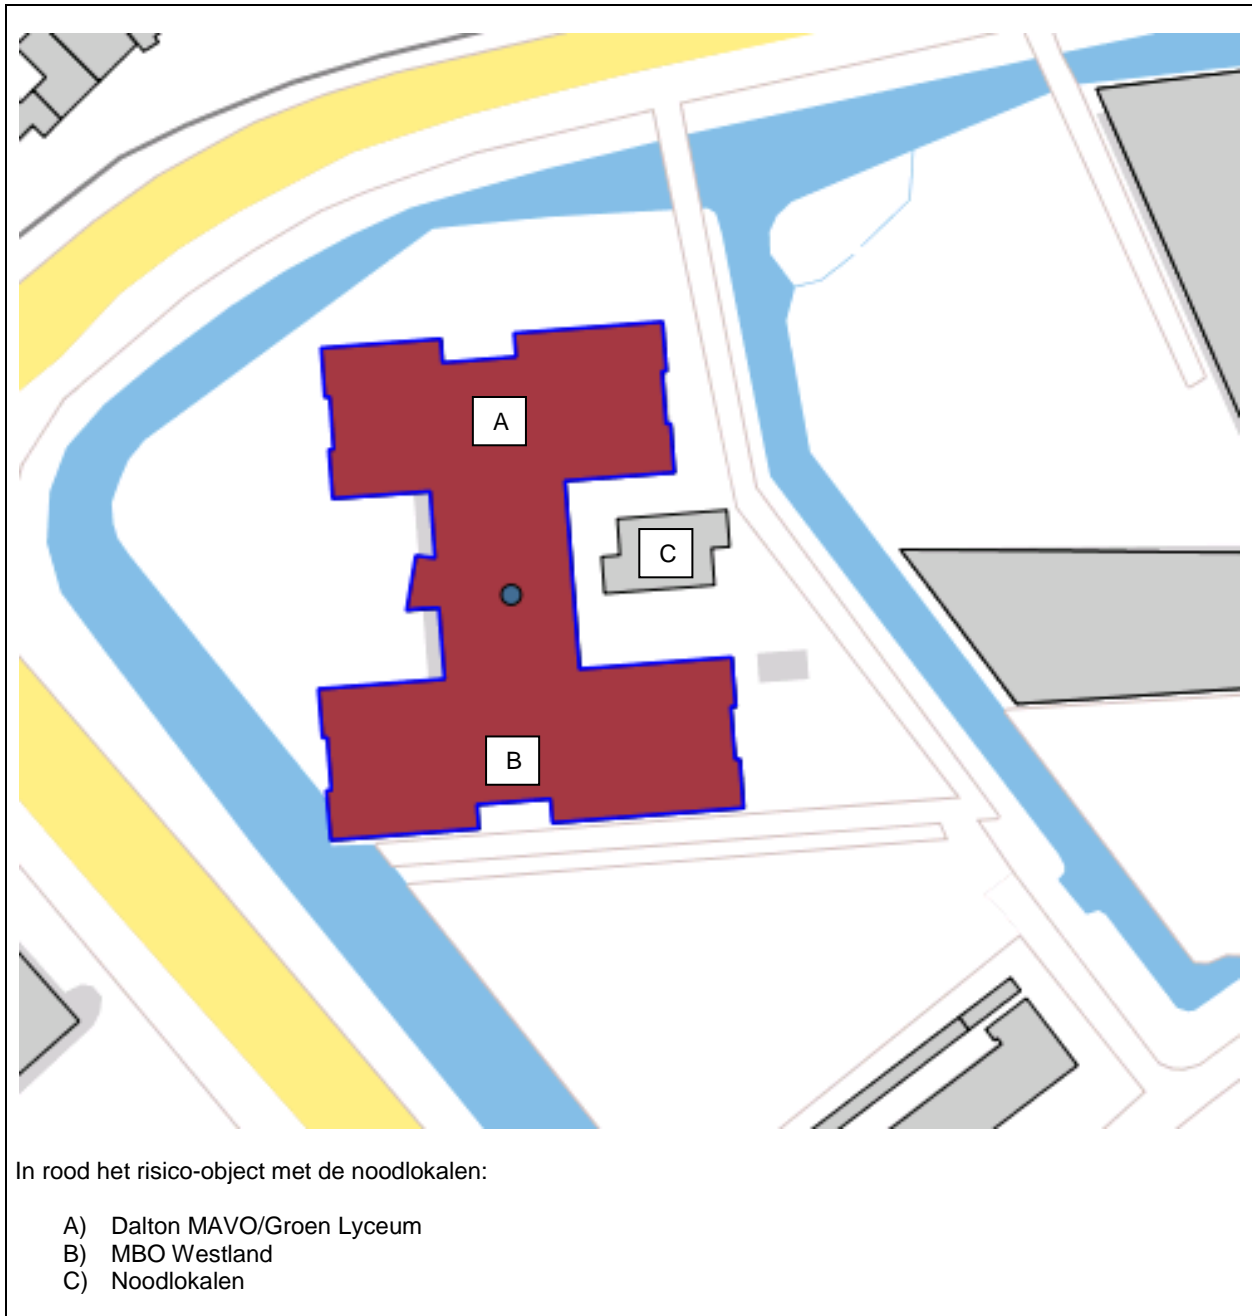 A
C
B
In rood het risico-object met de noodlokalen:
A) Dalton MAVO/Groen Lyceum
B) MBO Westland
C) Noodlokalen